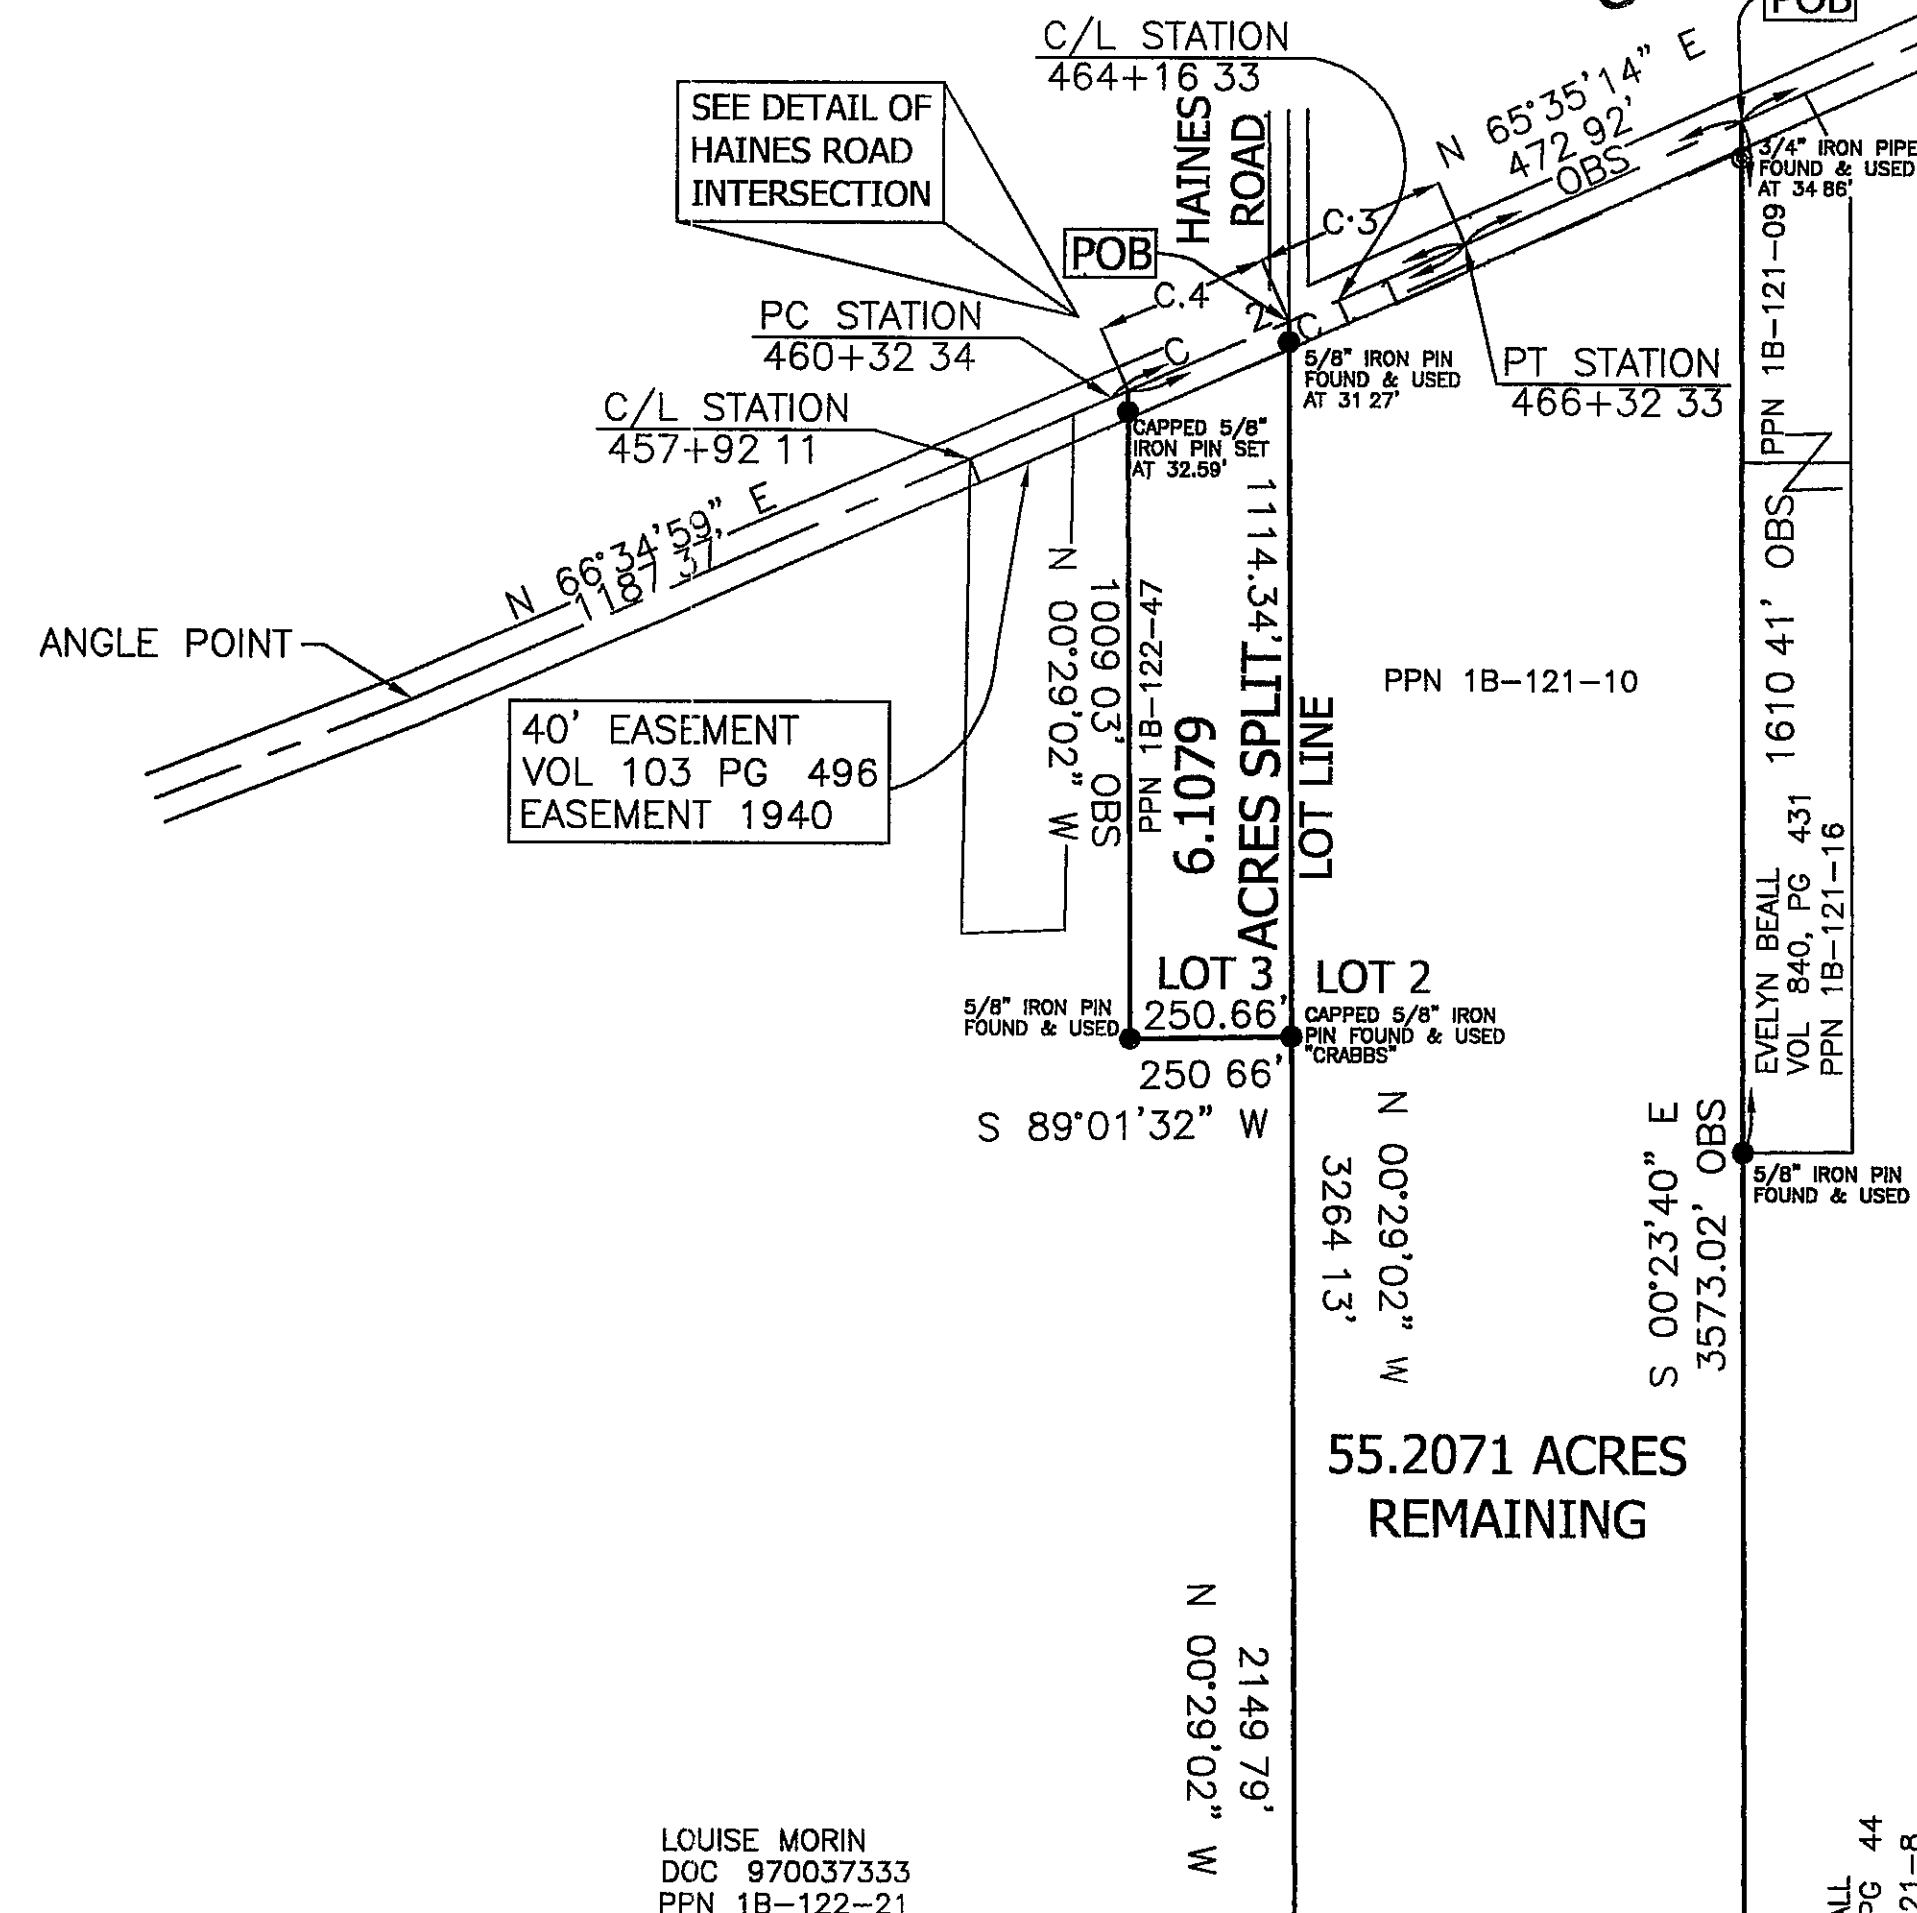 POB
C/L STATION
464+16 33
N 65°35'14" E
472 92'
OBS
SEE DETAIL OF
HAINES ROAD
INTERSECTION
HAINES
ROAD
3/4" IRON PIPE
FOUND & USED
AT 34 86'
C.3
POB
C.4
PC STATION
460+32 34
2
C
1
C
5/8" IRON PIN
FOUND & USED
AT 31 27'
PT STATION
466+32 33
C/L STATION
457+92 11
CAPPED 5/8"
IRON PIN SET
AT 32.59'
N 66°34'59" E
1187 37'
ANGLE POINT
40' EASEMENT
VOL 103 PG 496
EASEMENT 1940
N 00°29'02" W
1009 03' OBS
PPN 1B-122-47
6.1079
ACRES SPLIT
1114.34'
LOT LINE
PPN 1B-121-10
PPN 1B-121-09
1610 41' OBS
EVELYN BEALL
VOL 840, PG 431
PPN 1B-121-16
LOT 3
LOT 2
5/8" IRON PIN
FOUND & USED
250.66'
CAPPED 5/8" IRON
PIN FOUND & USED
"CRABBS"
250 66'
S 89°01'32" W
N 00°29'02" W
3264 13'
S 00°23'40" E
3573.02' OBS
5/8" IRON PIN
FOUND & USED
55.2071 ACRES
REMAINING
N 00°29'02" W
2149 79'
LOUISE MORIN
DOC 970037333
PPN 1B-122-21
ALL
PG 44
21-8